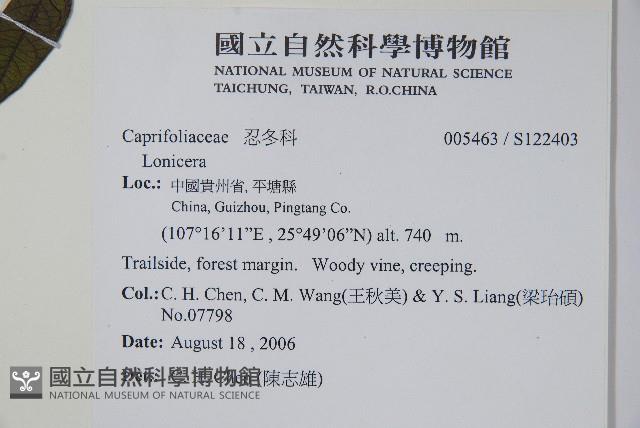 國立自然科學博物館
NATIONAL MUSEUM OF NATURAL SCIENCE
TAICHUNG, TAIWAN, R.O.CHINA
Caprifoliaceae 忍冬科 005463 / S122403
Lonicera
Loc.: 中國貴州省, 平塘縣
China, Guizhou, Pingtang Co.
(107°16'11”E , 25°49'06”N) alt. 740 m.
Trailside, forest margin. Woody vine, creeping.
Col.: C. H. Chen, C. M. Wang(王秋美) & Y. S. Liang(梁珆碩)
No.07798
Date: August 18 , 2006
(陳志雄)
國立自然科學博物館
NATIONAL MUSEUM OF NATURAL SCIENCE